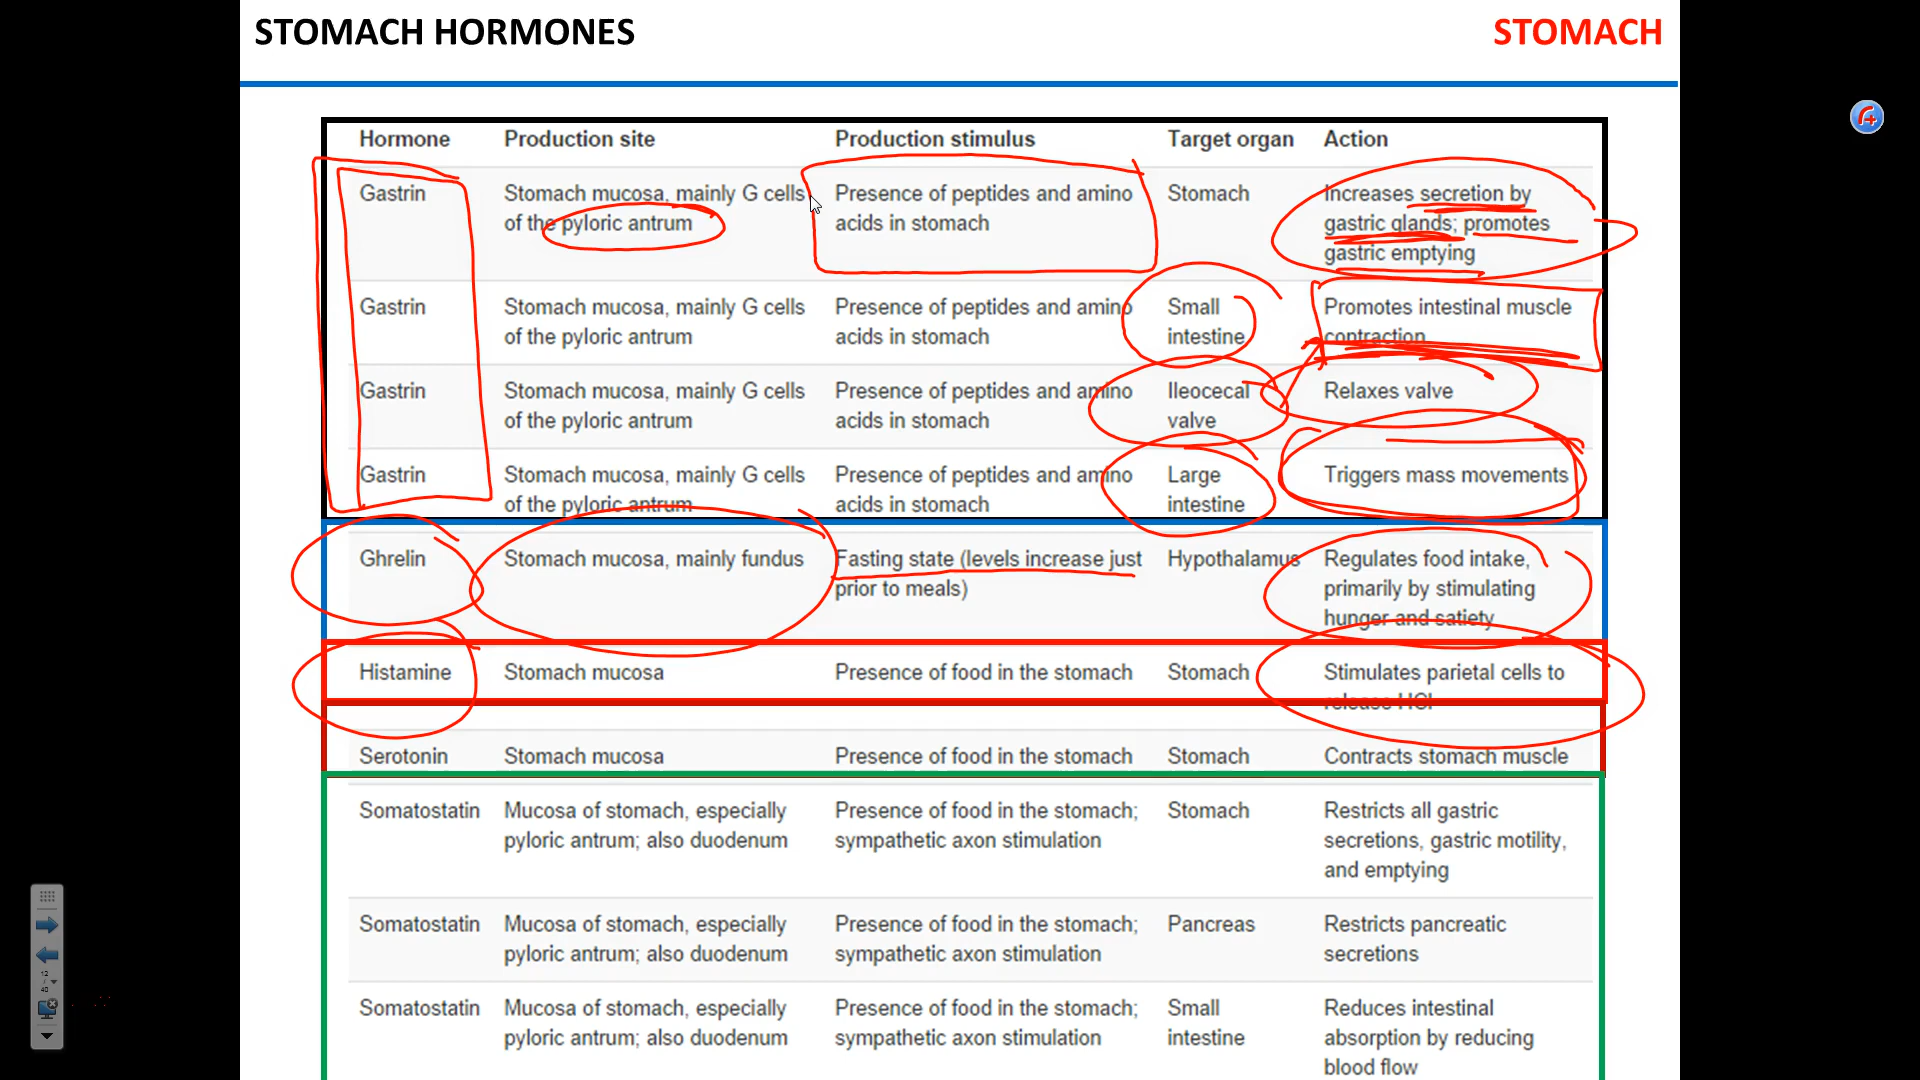 STOMACH HORMONES
STOMACH
Hormone Production site Production stimulus Target organ Action
Gastrin Stomach mucosa, mainly G cells of the pyloric antrum Presence of peptides and amino acids in stomach Stomach Increases secretion by gastric glands; promotes gastric emptying
Gastrin Stomach mucosa, mainly G cells of the pyloric antrum Presence of peptides and amino acids in stomach Small intestine Promotes intestinal muscle contraction
Gastrin Stomach mucosa, mainly G cells of the pyloric antrum Presence of peptides and amino acids in stomach Ileocecal valve Relaxes valve
Gastrin Stomach mucosa, mainly G cells of the pyloric antrum Presence of peptides and amino acids in stomach Large intestine Triggers mass movements
Ghrelin Stomach mucosa, mainly fundus Fasting state (levels increase just prior to meals) Hypothalamus Regulates food intake, primarily by stimulating hunger and satiety
Histamine Stomach mucosa Presence of food in the stomach Stomach Stimulates parietal cells to release HCl
Serotonin Stomach mucosa Presence of food in the stomach Stomach Contracts stomach muscle
Somatostatin Mucosa of stomach, especially pyloric antrum; also duodenum Presence of food in the stomach; sympathetic axon stimulation Stomach Restricts all gastric secretions, gastric motility, and emptying
Somatostatin Mucosa of stomach, especially pyloric antrum; also duodenum Presence of food in the stomach; sympathetic axon stimulation Pancreas Restricts pancreatic secretions
Somatostatin Mucosa of stomach, especially pyloric antrum; also duodenum Presence of food in the stomach; sympathetic axon stimulation Small intestine Reduces intestinal absorption by reducing blood flow
12
/
40